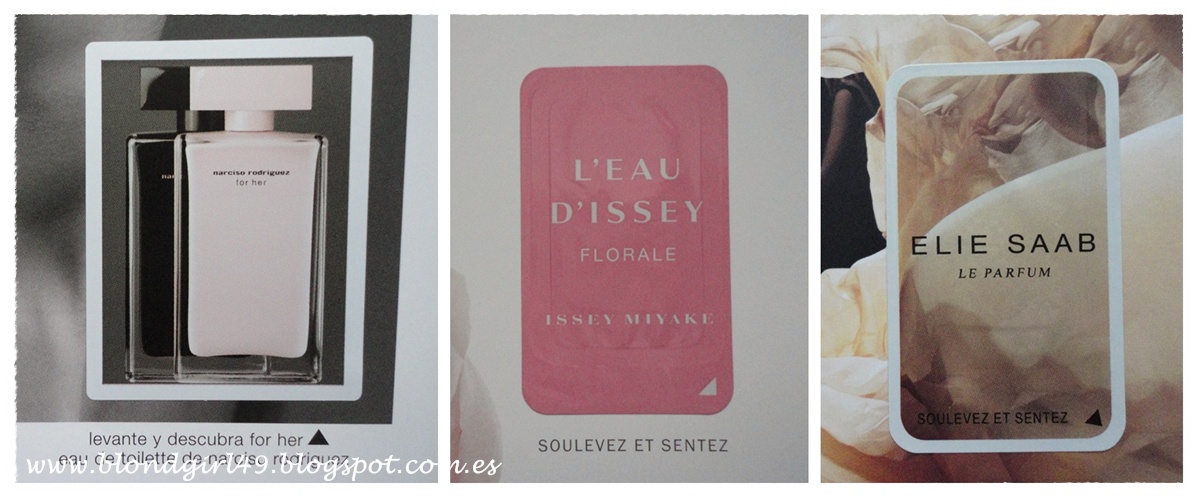 narciso rodriguez
for her
levante y descubra for her
eau de toilette de narciso rodriguez
www.blondgirl49.blogspot.com.es
L'EAU
D'ISSEY
FLORALE
ISSEY MIYAKE
SOULEVEZ ET SENTEZ
ELIE SAAB
LE PARFUM
SOULEVEZ ET SENTEZ